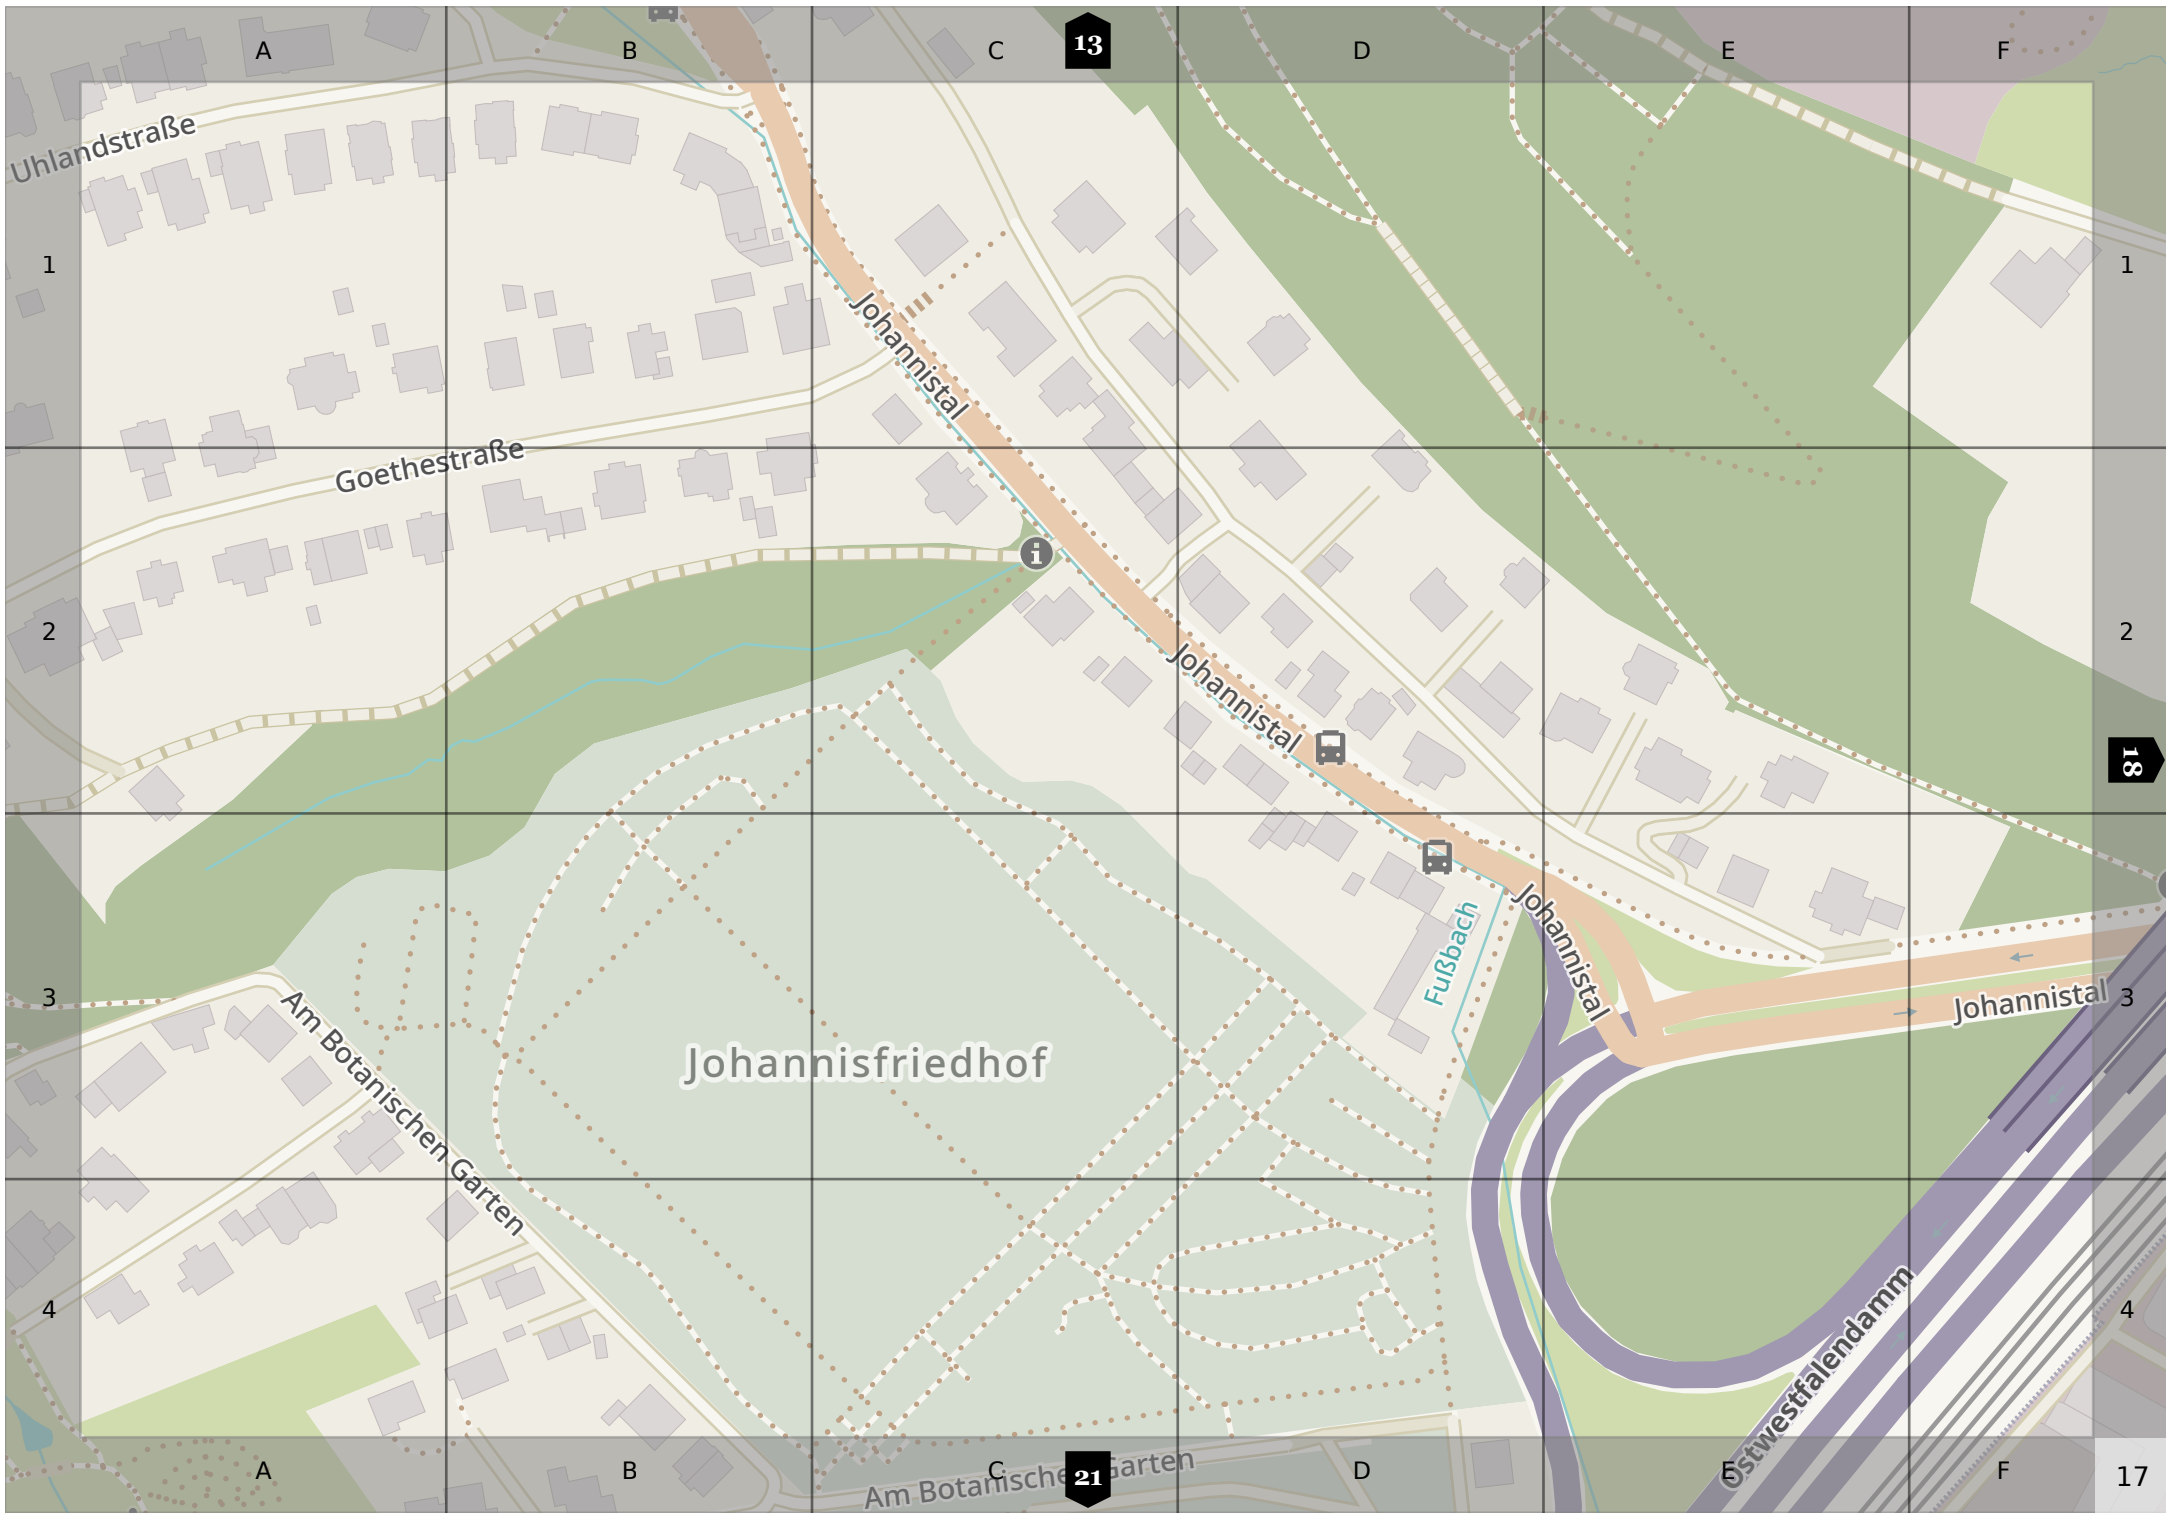 A
B
C
13
D
E
F
Uhlandstraße
1
1
Johannistal
Goethestraße
2
2
Johannistal
18
Johannistal
Fußbach
3
Johannistal
3
Am Botanischen Garten
Johannisfriedhof
4
4
Ostwestfalendamm
A
B
C
21
D
E
F
17
Am Botanischen Garten